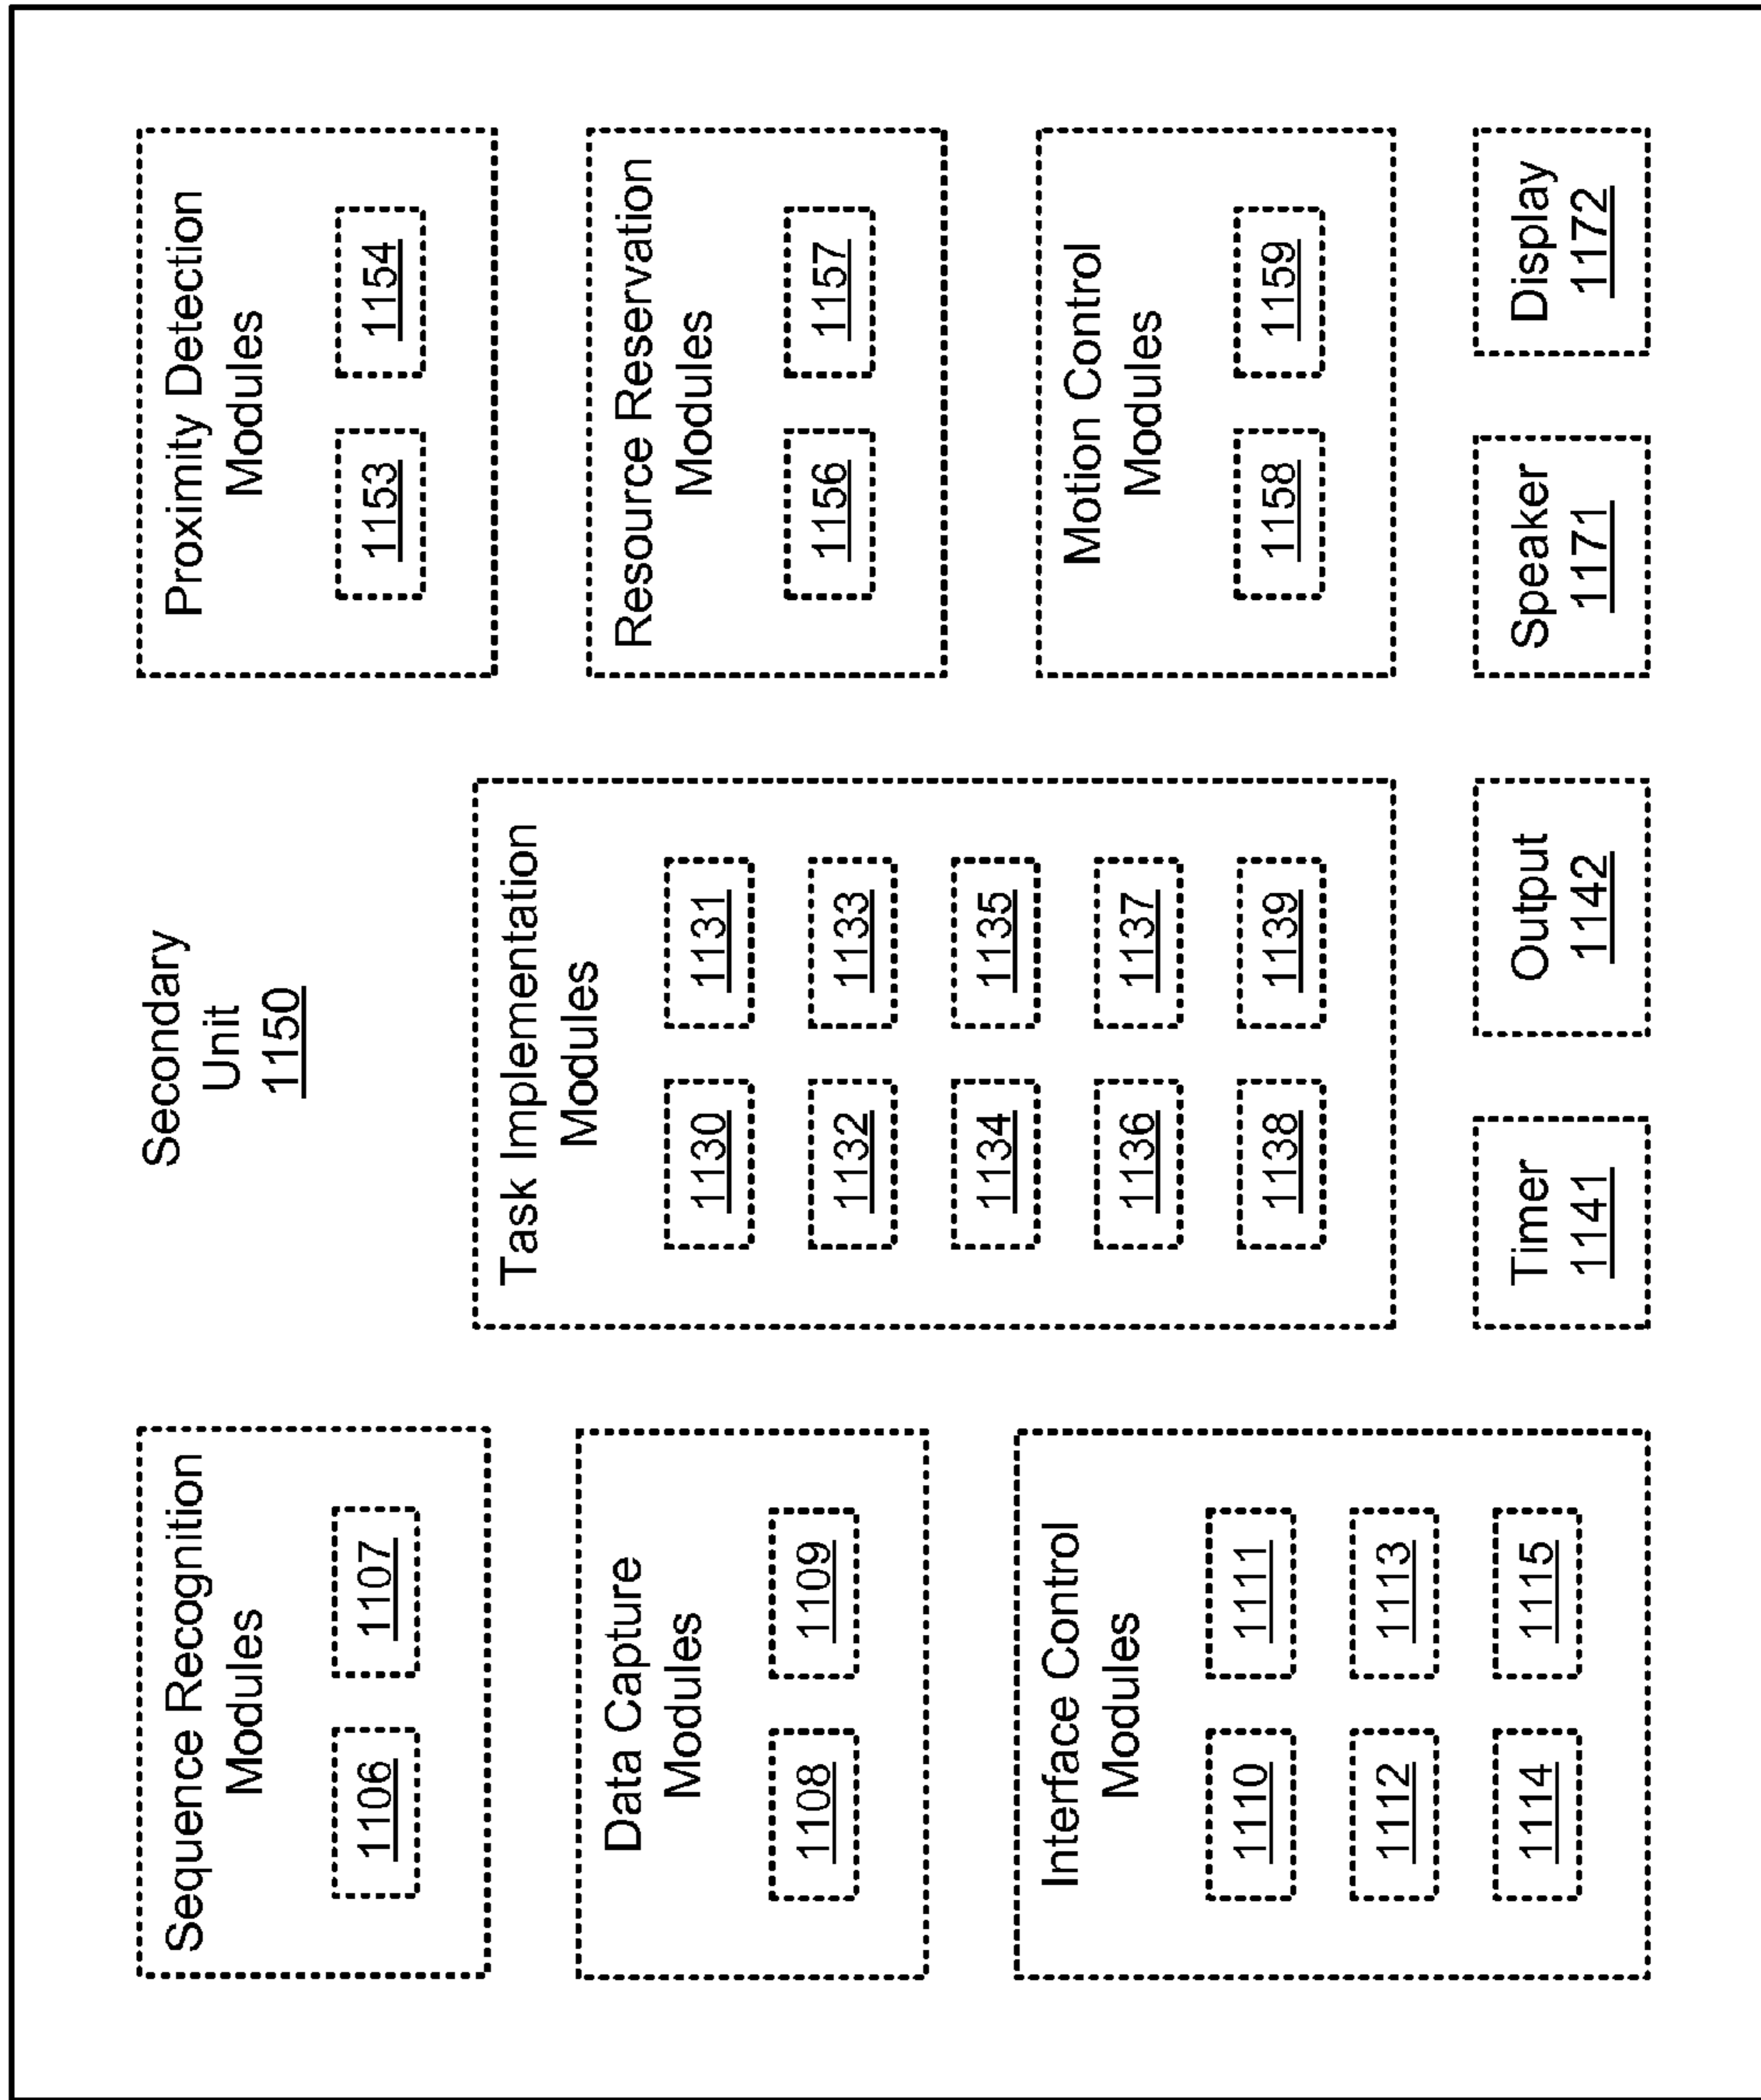 Secondary
Unit
1150
Sequence Recognition
Modules
1106 1107
Data Capture
Modules
1108 1109
Interface Control
Modules
1110 1111
1112 1113
1114 1115
Task Implementation
Modules
1130 1131
1132 1133
1134 1135
1136 1137
1138 1139
Timer
1141
Output
1142
Proximity Detection
Modules
1153 1154
Resource Reservation
Modules
1156 1157
Motion Control
Modules
1158 1159
Speaker
1171
Display
1172